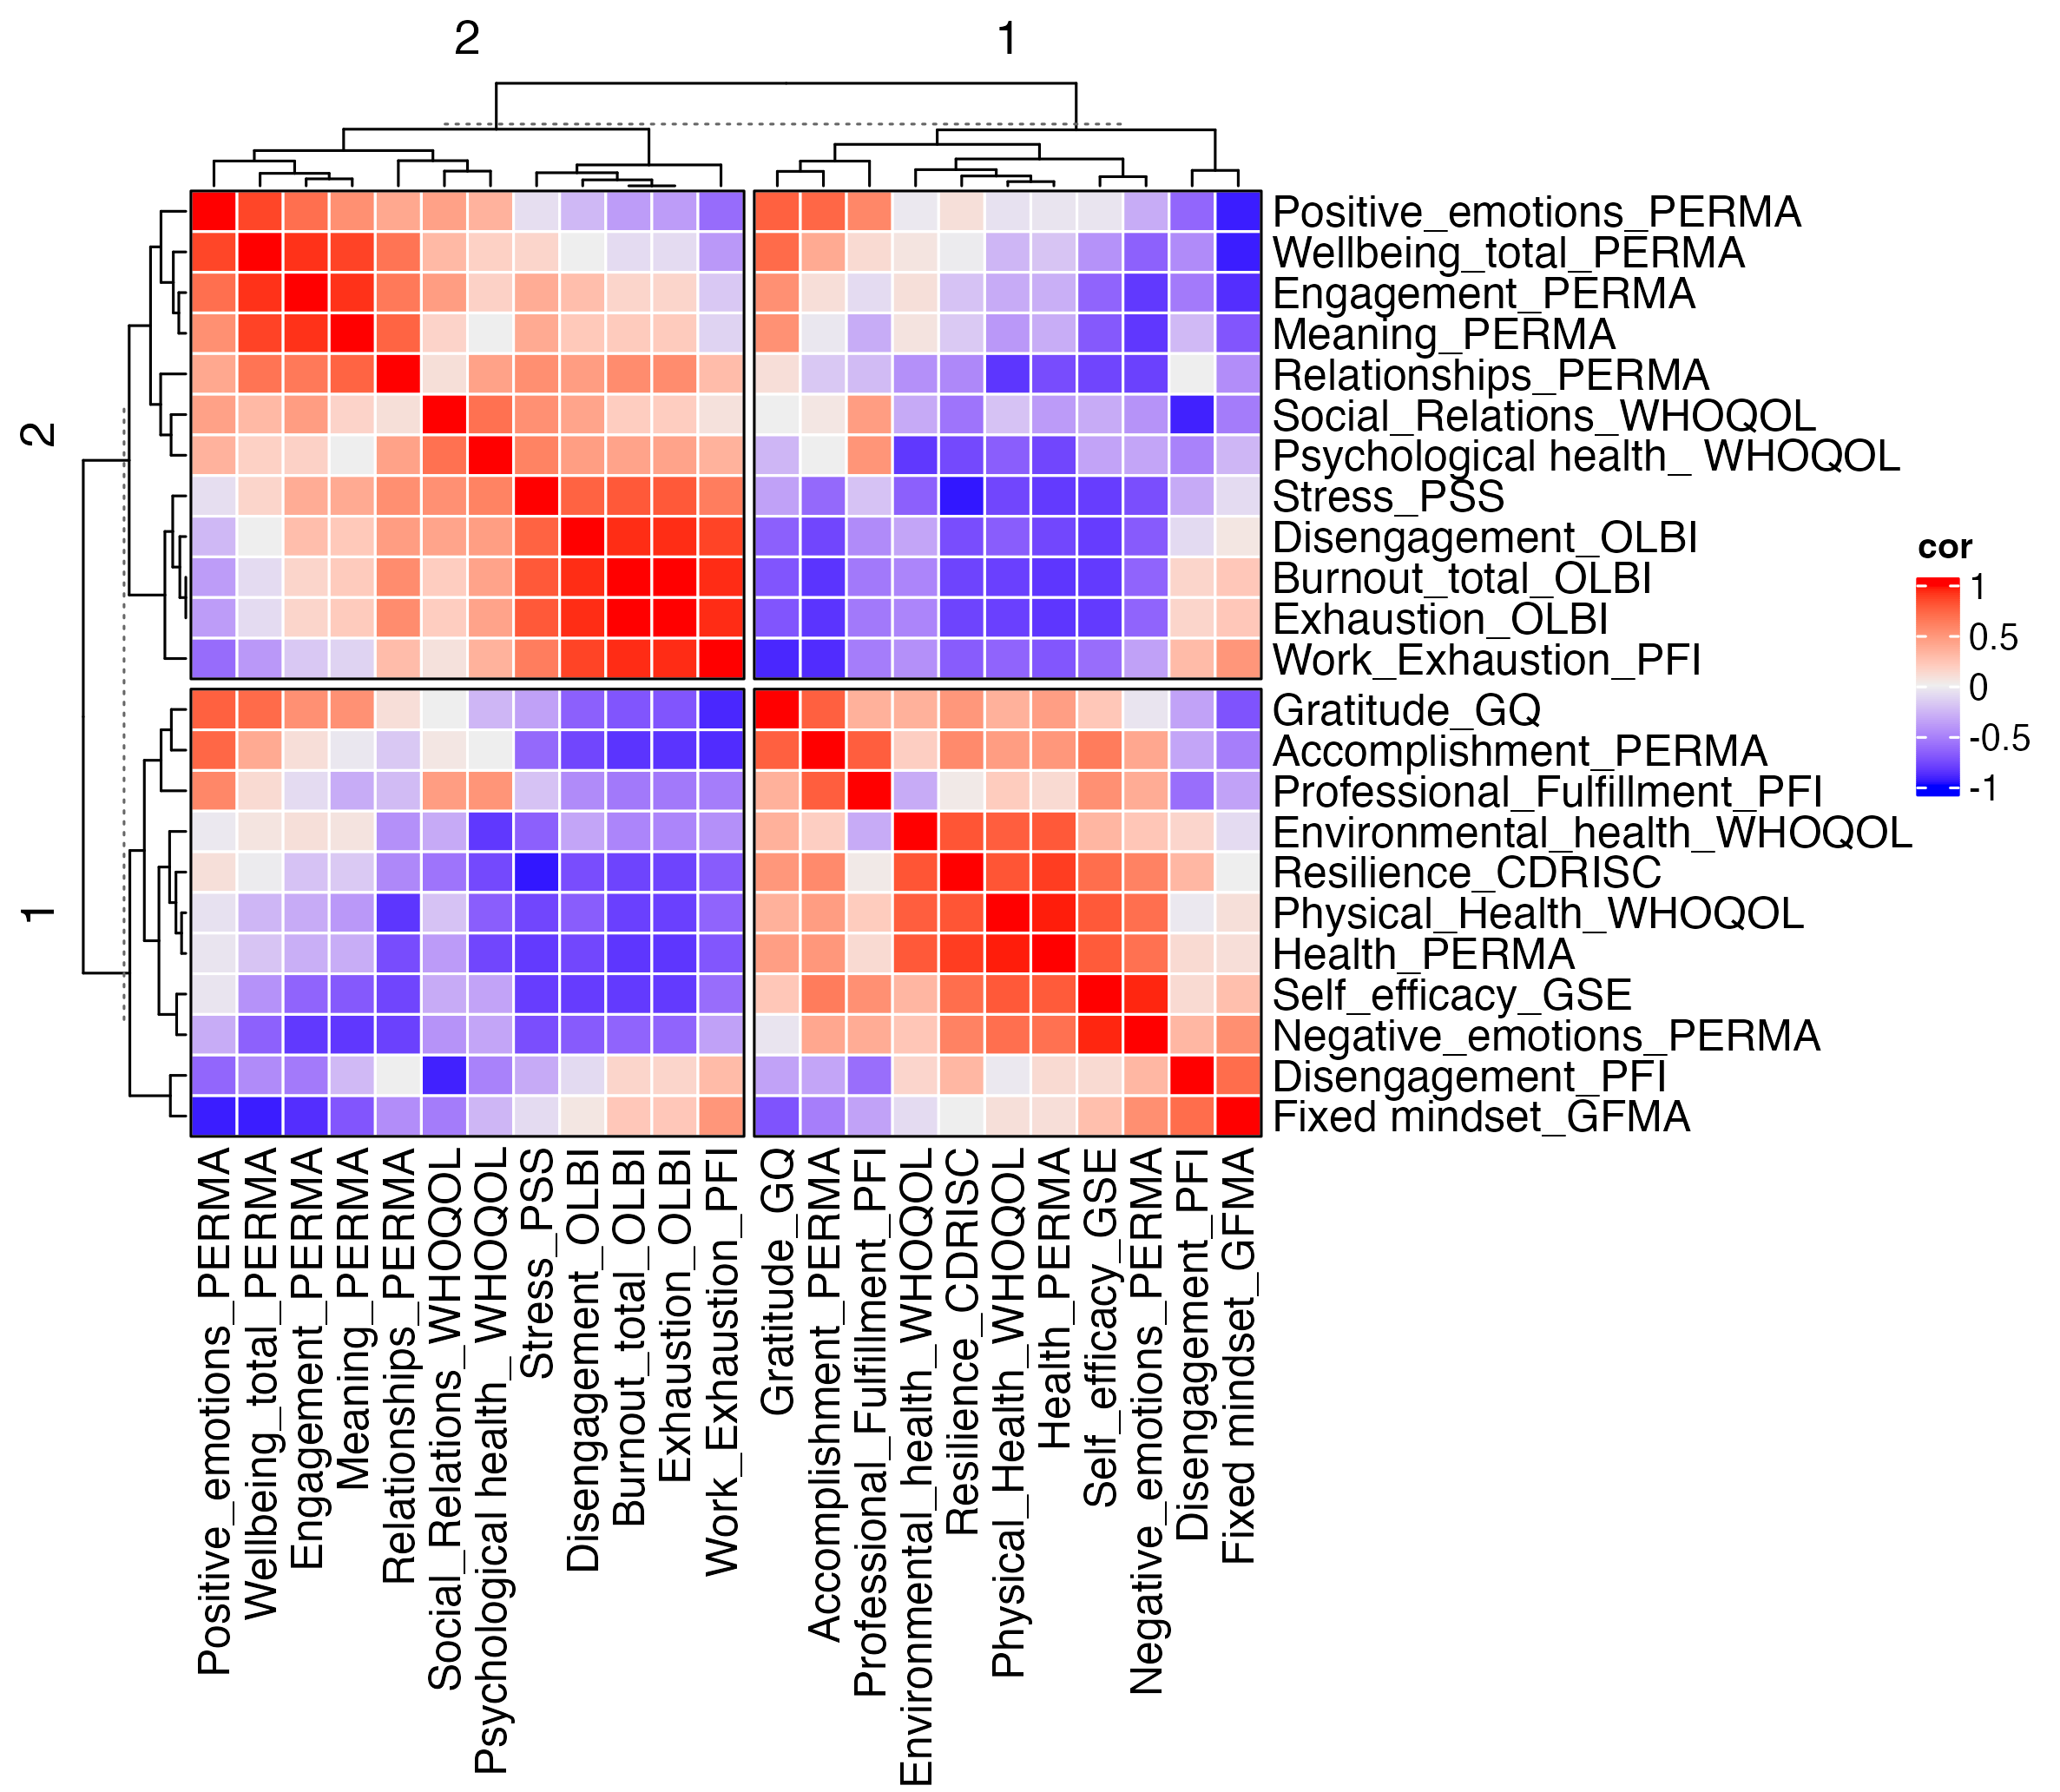 2
1
2
1
Positive_emotions_PERMA
Wellbeing_total_PERMA
Engagement_PERMA
Meaning_PERMA
Relationships_PERMA
Social_Relations_WHOQOL
Psychological health_ WHOQOL
Stress_PSS
Disengagement_OLBI
Burnout_total_OLBI
Exhaustion_OLBI
Work_Exhaustion_PFI
Gratitude_GQ
Accomplishment_PERMA
Professional_Fulfillment_PFI
Environmental_health_WHOQOL
Resilience_CDRISC
Physical_Health_WHOQOL
Health_PERMA
Self_efficacy_GSE
Negative_emotions_PERMA
Disengagement_PFI
Fixed mindset_GFMA
cor
1
0.5
0
-0.5
-1
Positive_emotions_PERMA
Wellbeing_total_PERMA
Engagement_PERMA
Meaning_PERMA
Relationships_PERMA
Social_Relations_WHOQOL
Psychological health_ WHOQOL
Stress_PSS
Disengagement_OLBI
Burnout_total_OLBI
Exhaustion_OLBI
Work_Exhaustion_PFI
Gratitude_GQ
Accomplishment_PERMA
Professional_Fulfillment_PFI
Environmental_health_WHOQOL
Resilience_CDRISC
Physical_Health_WHOQOL
Health_PERMA
Self_efficacy_GSE
Negative_emotions_PERMA
Disengagement_PFI
Fixed mindset_GFMA